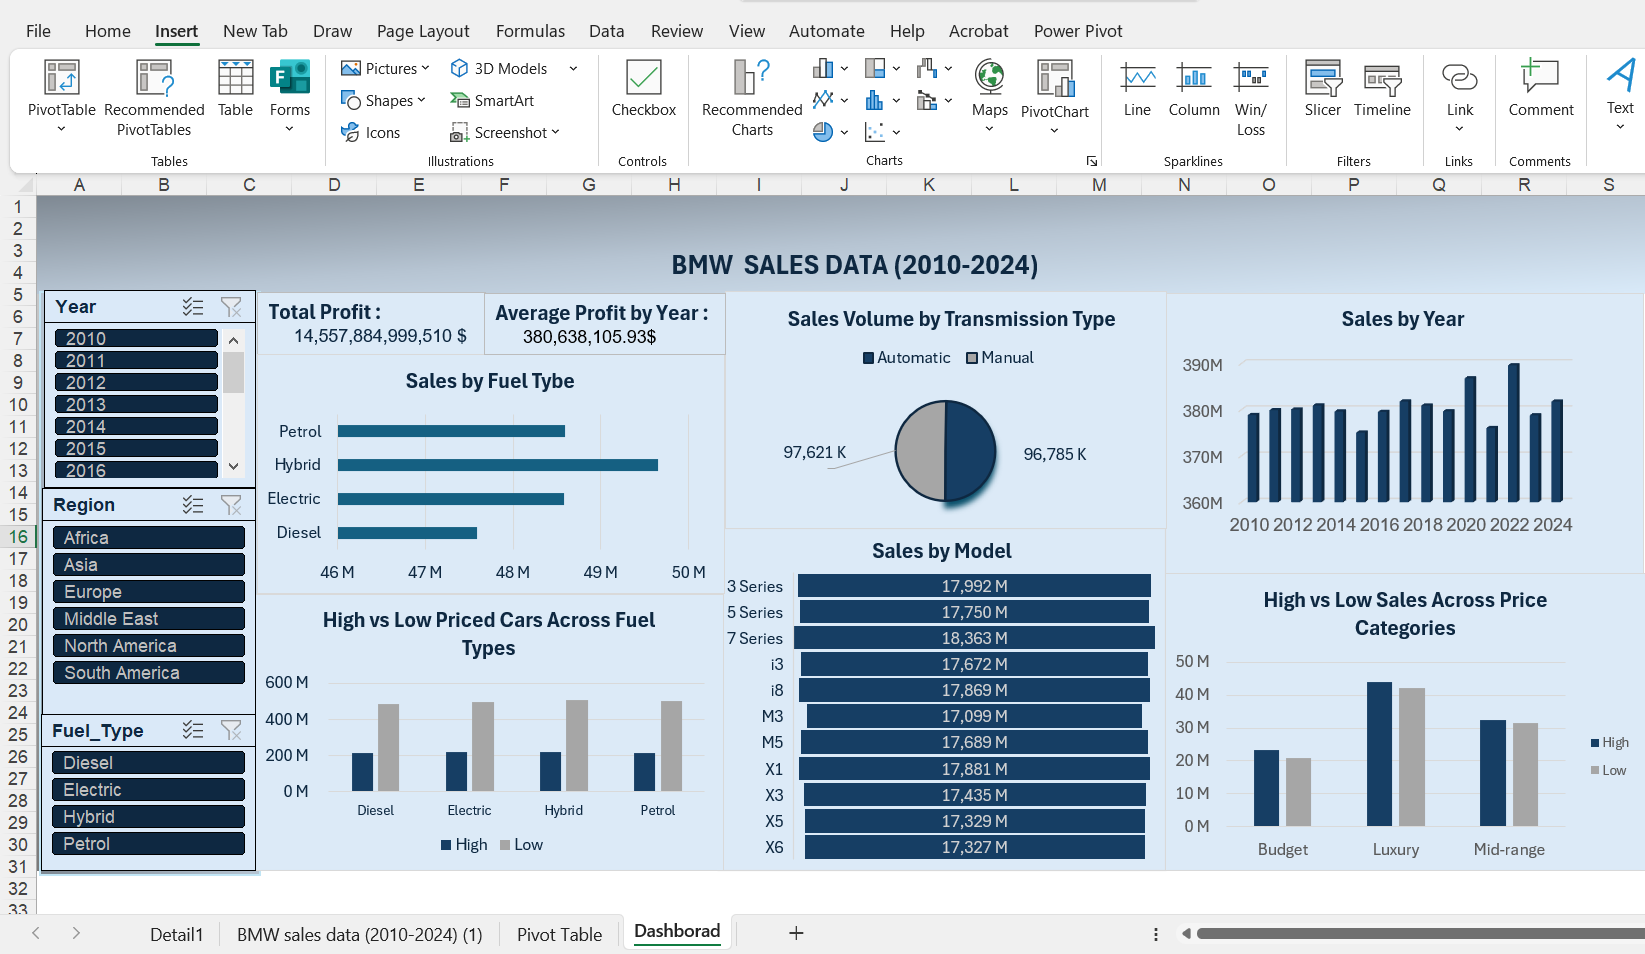 File Home Insert New Tab Draw Page Layout Formulas Data Review View Automate Help Acrobat Power Pivot
PivotTable
Recommended
PivotTables
Table
Forms
Tables
Pictures
Shapes
Icons
3D Models
SmartArt
Screenshot
Illustrations
Checkbox
Controls
Recommended
Charts
Maps
PivotChart
Charts
Line
Column
Win/
Loss
Sparklines
Slicer
Timeline
Filters
Link
Links
Comment
Comments
Text
A B C D E F G H I J K L M N O P Q R S
1
2
3
4
5
6
7
8
9
10
11
12
13
14
15
16
17
18
19
20
21
22
23
24
25
26
27
28
29
30
31
32
33
BMW SALES DATA (2010-2024)
Year
2010
2011
2012
2013
2014
2015
2016
Region
Africa
Asia
Europe
Middle East
North America
South America
Fuel_Type
Diesel
Electric
Hybrid
Petrol
Total Profit :
14,557,884,999,510 $
Average Profit by Year :
380,638,105.93$
Sales by Fuel Tybe
Petrol
Hybrid
Electric
Diesel
46 M 47 M 48 M 49 M 50 M
High vs Low Priced Cars Across Fuel
Types
600 M
400 M
200 M
0 M
Diesel Electric Hybrid Petrol
High Low
Sales Volume by Transmission Type
Automatic Manual
97,621 K
96,785 K
Sales by Model
3 Series 17,992 M
5 Series 17,750 M
7 Series 18,363 M
i3 17,672 M
i8 17,869 M
M3 17,099 M
M5 17,689 M
X1 17,881 M
X3 17,435 M
X5 17,329 M
X6 17,327 M
Sales by Year
390M
380M
370M
360M
2010 2012 2014 2016 2018 2020 2022 2024
High vs Low Sales Across Price
Categories
50 M
40 M
30 M
20 M
10 M
0 M
Budget Luxury Mid-range
High
Low
Detail1 BMW sales data (2010-2024) (1) Pivot Table Dashborad